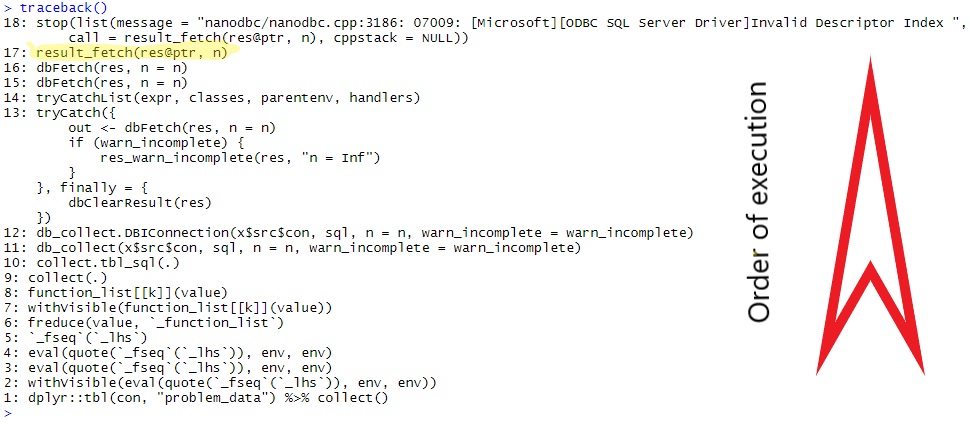 > traceback()
18: stop(list(message = "nanodbc/nanodbc.cpp:3186: 07009: [Microsoft][ODBC SQL Server Driver]Invalid Descriptor Index ",
        call = result_fetch(res@ptr, n), cppstack = NULL))
17: result_fetch(res@ptr, n)
16: dbFetch(res, n = n)
15: dbFetch(res, n = n)
14: tryCatchList(expr, classes, parentenv, handlers)
13: tryCatch({
        out <- dbFetch(res, n = n)
        if (warn_incomplete) {
            res_warn_incomplete(res, "n = Inf")
        }
    }, finally = {
        dbClearResult(res)
    })
12: db_collect.DBIConnection(x$src$con, sql, n = n, warn_incomplete = warn_incomplete)
11: db_collect(x$src$con, sql, n = n, warn_incomplete = warn_incomplete)
10: collect.tbl_sql(.)
9: collect(.)
8: function_list[[k]](value)
7: withVisible(function_list[[k]](value))
6: freduce(value, `_function_list`)
5: `_fseq`(`_lhs`)
4: eval(quote(`_fseq`(`_lhs`)), env, env)
3: eval(quote(`_fseq`(`_lhs`)), env, env)
2: withVisible(eval(quote(`_fseq`(`_lhs`)), env, env))
1: dplyr::tbl(con, "problem_data") %>% collect()
>
Order of execution